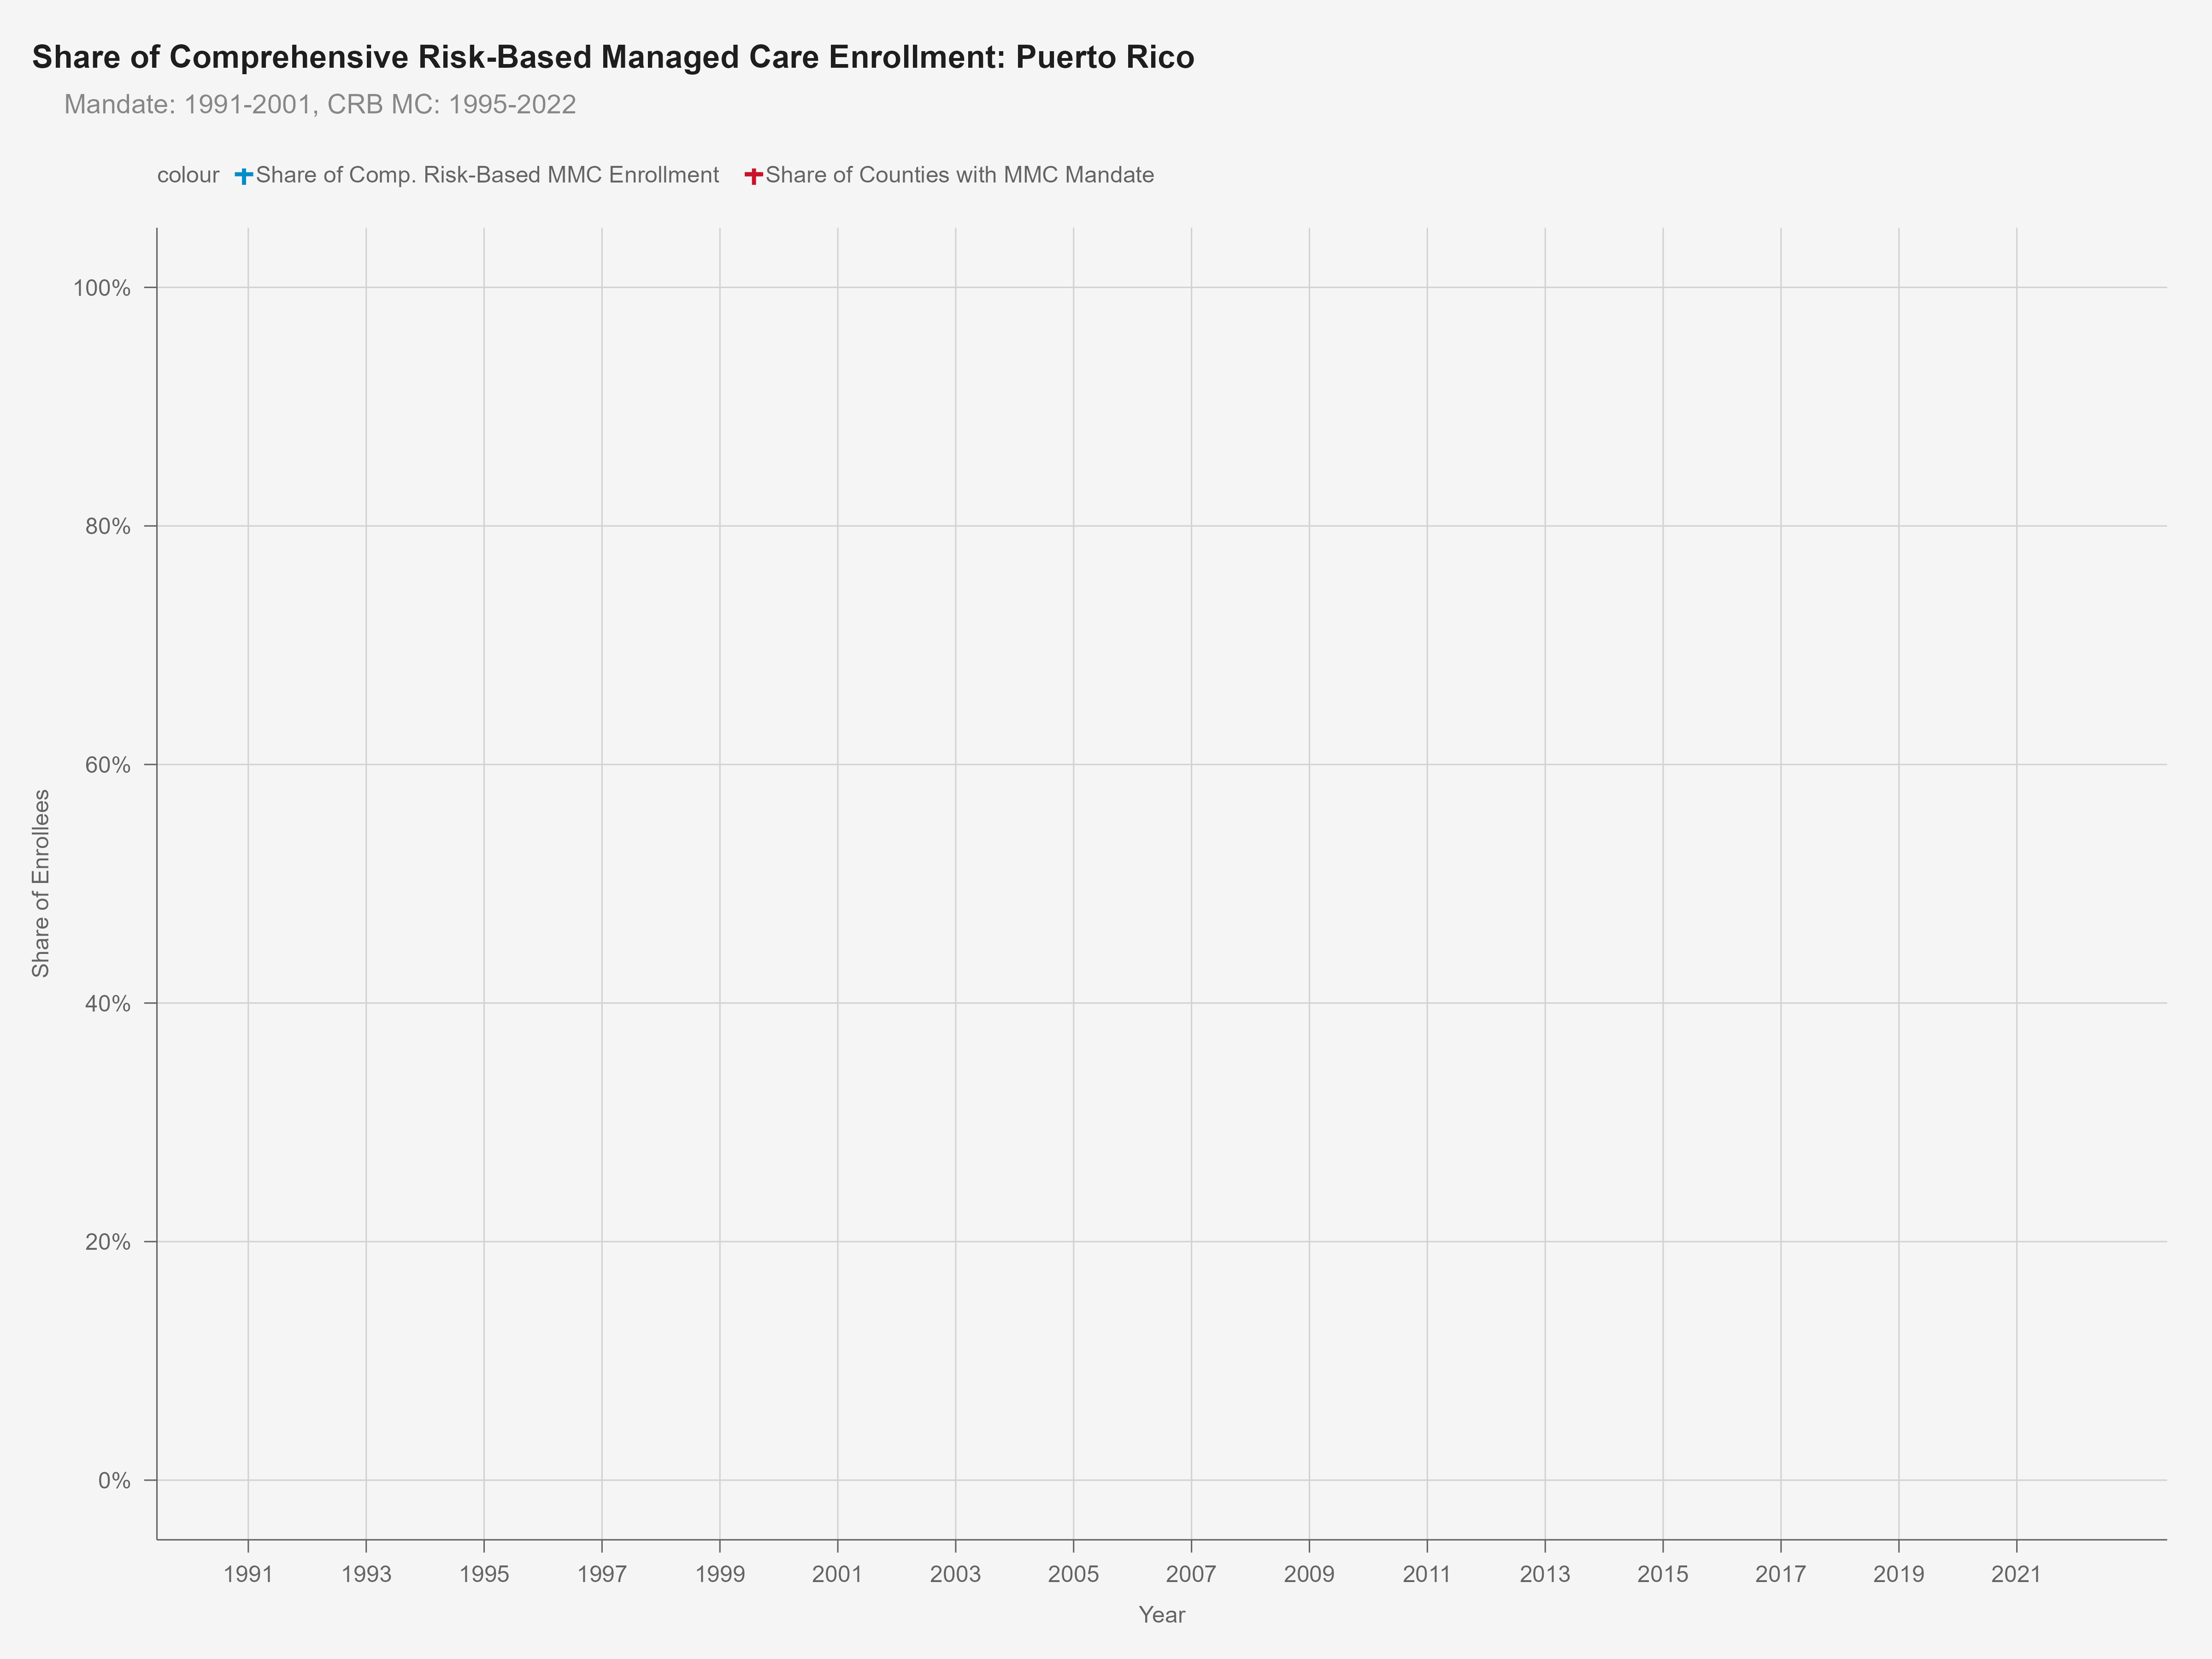 Share of Comprehensive Risk-Based Managed Care Enrollment: Puerto Rico
Mandate: 1991-2001, CRB MC: 1995-2022
colour Share of Comp. Risk-Based MMC Enrollment Share of Counties with MMC Mandate
100%
80%
60%
Share of Enrollees
40%
20%
0%
1991 1993 1995 1997 1999 2001 2003 2005 2007 2009 2011 2013 2015 2017 2019 2021
Year